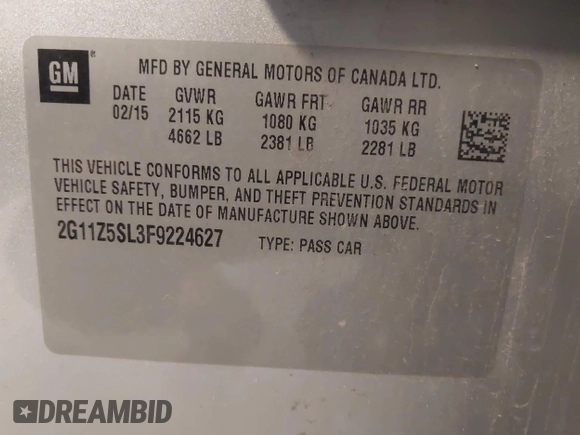 GM
MFD BY GENERAL MOTORS OF CANADA LTD.
DATE GVWR GAWR FRT GAWR RR
02/15 2115 KG 1080 KG 1035 KG
4662 LB 2381 LB 2281 LB
THIS VEHICLE CONFORMS TO ALL APPLICABLE U.S. FEDERAL MOTOR
VEHICLE SAFETY, BUMPER, AND THEFT PREVENTION STANDARDS IN
EFFECT ON THE DATE OF MANUFACTURE SHOWN ABOVE.
2G11Z5SL3F9224627 TYPE: PASS CAR
DREAMBID